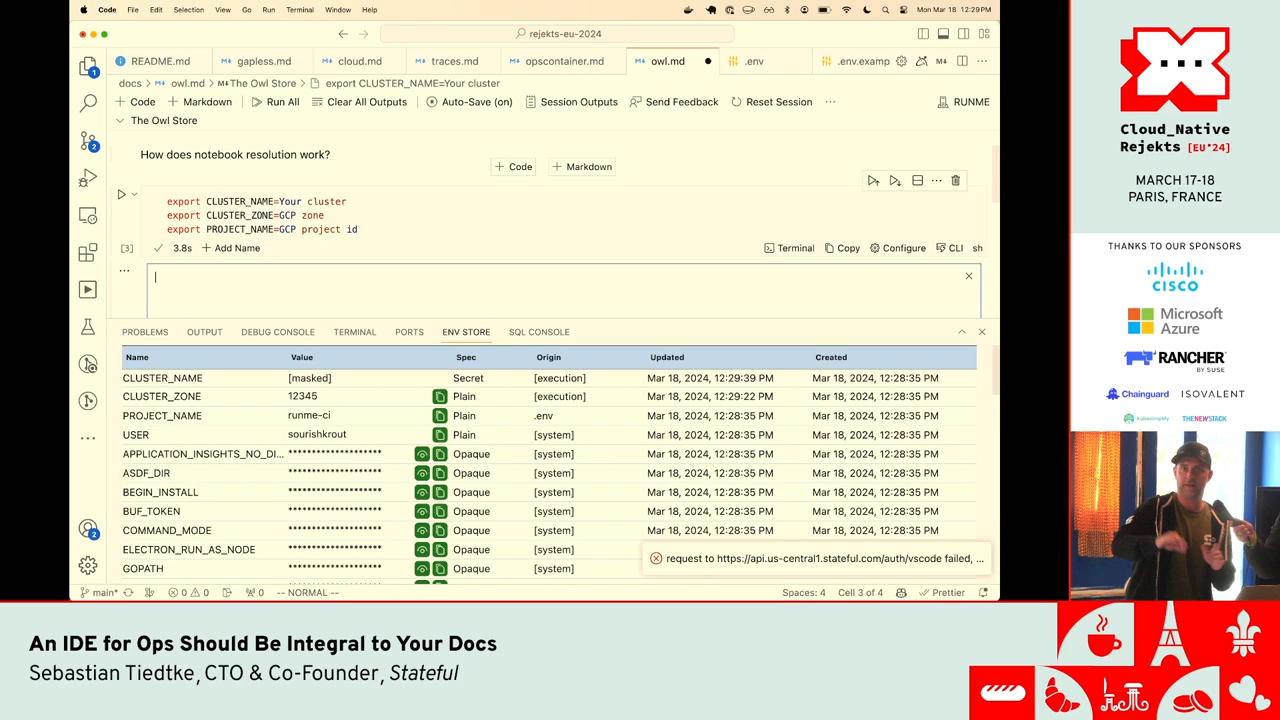 Code File Edit Selection View Go Run Terminal Window Help Mon Mar 18 12:29 PM
rejekts-eu-2024
README.md gapless.md cloud.md traces.md opscontainer.md owl.md .env .env.examp
docs > owl.md > The Owl Store > export CLUSTER_NAME=Your cluster
+ Code + Markdown Run All Clear All Outputs Auto-Save (on) Session Outputs Send Feedback Reset Session ... RUNME
The Owl Store
How does notebook resolution work?
+ Code + Markdown
export CLUSTER_NAME=Your cluster
export CLUSTER_ZONE=GCP zone
export PROJECT_NAME=GCP project id
[3] 3.8s + Add Name Terminal Copy Configure CLI sh
PROBLEMS OUTPUT DEBUG CONSOLE TERMINAL PORTS ENV STORE SQL CONSOLE
Name Value Spec Origin Updated Created
CLUSTER_NAME [masked] Secret [execution] Mar 18, 2024, 12:29:39 PM Mar 18, 2024, 12:28:35 PM
CLUSTER_ZONE 12345 Plain [execution] Mar 18, 2024, 12:29:22 PM Mar 18, 2024, 12:28:35 PM
PROJECT_NAME runme-ci Plain .env Mar 18, 2024, 12:28:35 PM Mar 18, 2024, 12:28:35 PM
USER sourishkrout Plain [system] Mar 18, 2024, 12:28:35 PM Mar 18, 2024, 12:28:35 PM
APPLICATION_INSIGHTS_NO_DI... ******************** Opaque [system] Mar 18, 2024, 12:28:35 PM Mar 18, 2024, 12:28:35 PM
ASDF_DIR ******************** Opaque [system] Mar 18, 2024, 12:28:35 PM Mar 18, 2024, 12:28:35 PM
BEGIN_INSTALL ******************** Opaque [system] Mar 18, 2024, 12:28:35 PM Mar 18, 2024, 12:28:35 PM
BUF_TOKEN ******************** Opaque [system] Mar 18, 2024, 12:28:35 PM Mar 18, 2024, 12:28:35 PM
COMMAND_MODE ******************** Opaque [system] Mar 18, 2024, 12:28:35 PM Mar 18, 2024, 12:28:35 PM
ELECTRON_RUN_AS_NODE ******************** Opaque [system]
GOPATH ******************** Opaque [system]
request to https://api.us-central1.stateful.com/auth/vscode failed, ...
main* 0 0 0 -- NORMAL -- Spaces: 4 Cell 3 of 4 Prettier
Cloud_Native
Rejekts [EU'24]
MARCH 17-18
PARIS, FRANCE
THANKS TO OUR SPONSORS
CISCO
Microsoft
Azure
RANCHER
BY SUSE
Chainguard ISOVALENT
kubesimplify THENEWSTACK
An IDE for Ops Should Be Integral to Your Docs
Sebastian Tiedtke, CTO & Co-Founder, Stateful